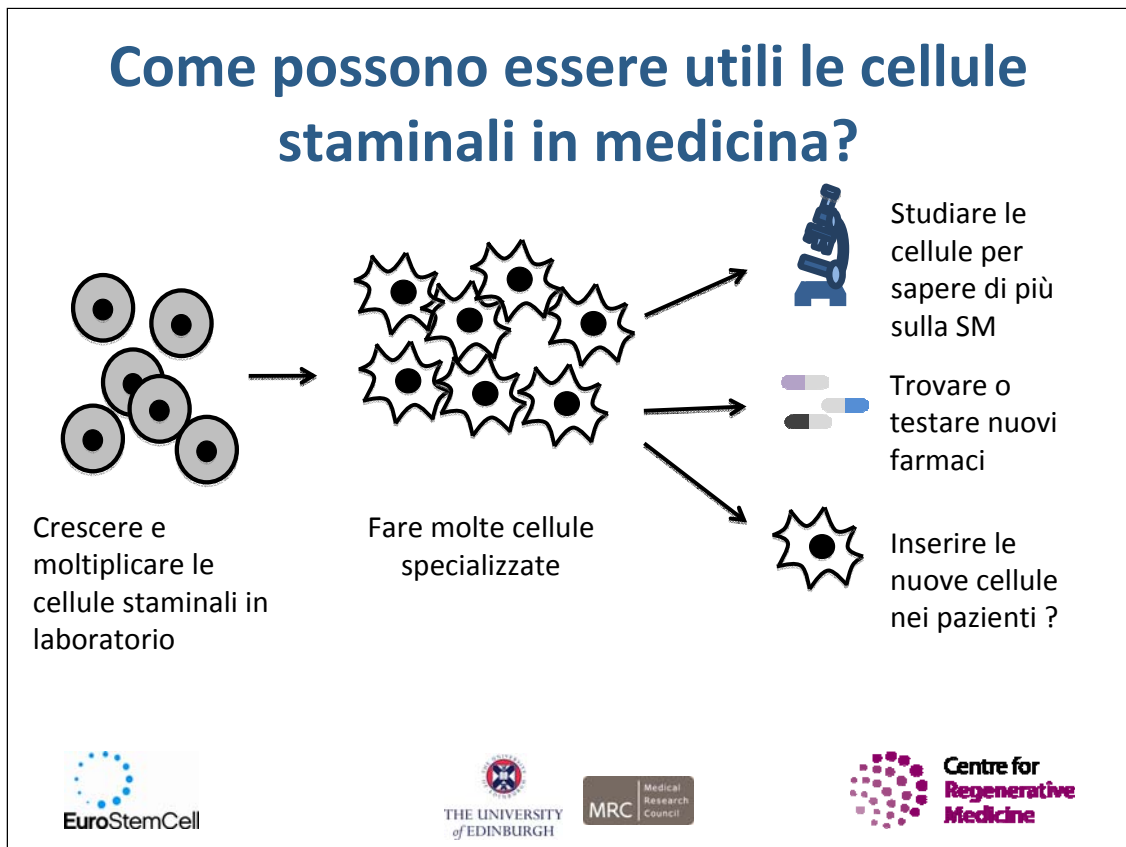 Come possono essere utili le cellule
staminali in medicina?
Studiare le
cellule per
sapere di più
sulla SM
Trovare o
testare nuovi
farmaci
Crescere e
moltiplicare le
cellule staminali in
laboratorio
Fare molte cellule
specializzate
Inserire le
nuove cellule
nei pazienti ?
EuroStemCell
THE UNIVERSITY
of EDINBURGH
MRC
Medical
Research
Council
Centre for
Regenerative
Medicine